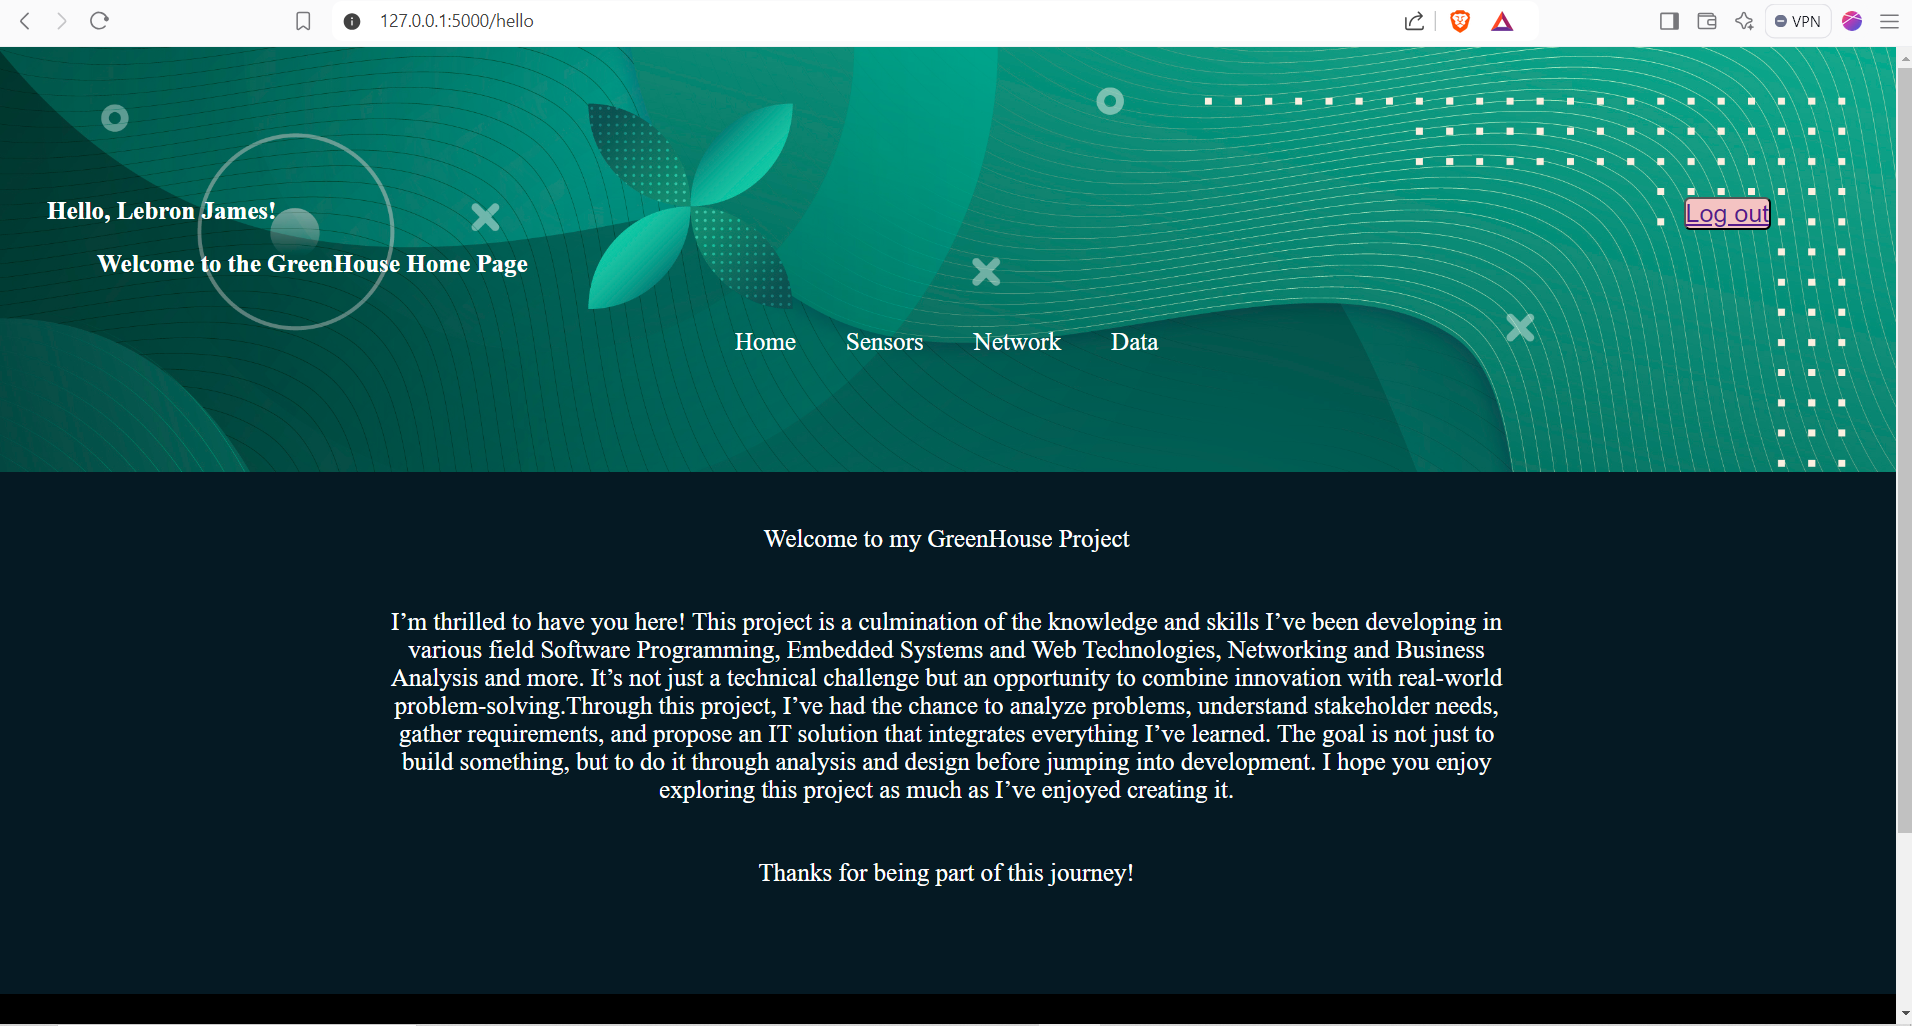 127.0.0.1:5000/hello
VPN
Hello, Lebron James!
Log out
Welcome to the GreenHouse Home Page
Home Sensors Network Data
Welcome to my GreenHouse Project
I’m thrilled to have you here! This project is a culmination of the knowledge and skills I’ve been developing in
various field Software Programming, Embedded Systems and Web Technologies, Networking and Business
Analysis and more. It’s not just a technical challenge but an opportunity to combine innovation with real-world
problem-solving.Through this project, I’ve had the chance to analyze problems, understand stakeholder needs,
gather requirements, and propose an IT solution that integrates everything I’ve learned. The goal is not just to
build something, but to do it through analysis and design before jumping into development. I hope you enjoy
exploring this project as much as I’ve enjoyed creating it.
Thanks for being part of this journey!